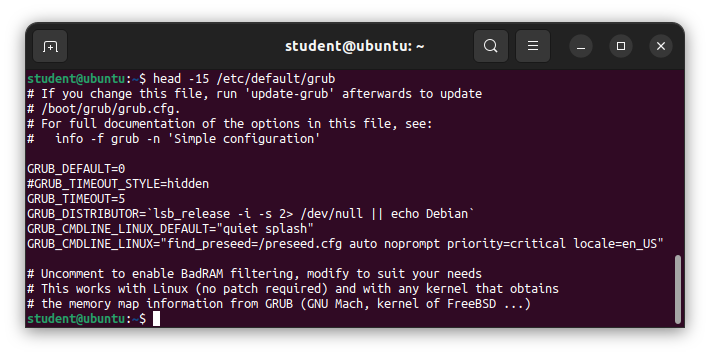 student@ubuntu: ~
student@ubuntu:~$ head -15 /etc/default/grub
# If you change this file, run 'update-grub' afterwards to update
# /boot/grub/grub.cfg.
# For full documentation of the options in this file, see:
#   info -f grub -n 'Simple configuration'

GRUB_DEFAULT=0
#GRUB_TIMEOUT_STYLE=hidden
GRUB_TIMEOUT=5
GRUB_DISTRIBUTOR=`lsb_release -i -s 2> /dev/null || echo Debian`
GRUB_CMDLINE_LINUX_DEFAULT="quiet splash"
GRUB_CMDLINE_LINUX="find_preseed=/preseed.cfg auto noprompt priority=critical locale=en_US"

# Uncomment to enable BadRAM filtering, modify to suit your needs
# This works with Linux (no patch required) and with any kernel that obtains
# the memory map information from GRUB (GNU Mach, kernel of FreeBSD ...)
student@ubuntu:~$